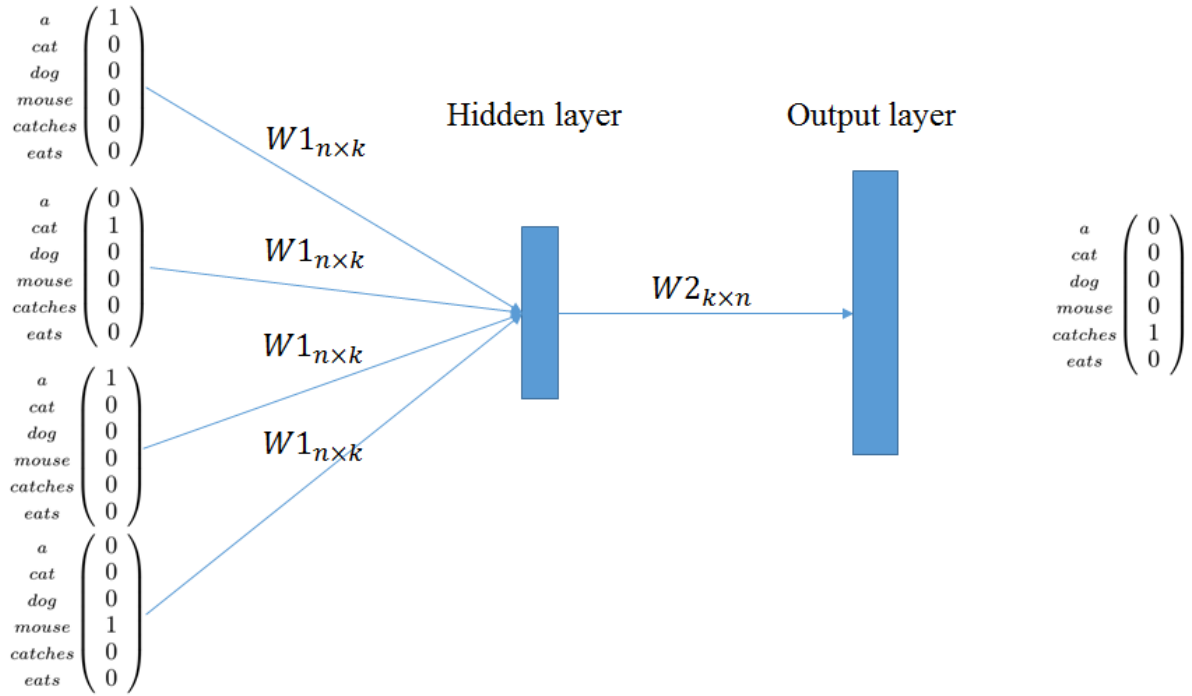 a 1
cat 0
dog 0
mouse 0
catches 0
eats 0
a 0
cat 1
dog 0
mouse 0
catches 0
eats 0
a 1
cat 0
dog 0
mouse 0
catches 0
eats 0
a 0
cat 0
dog 0
mouse 1
catches 0
eats 0
W1n×k
W1n×k
W1n×k
W1n×k
Hidden layer
W2k×n
Output layer
a 0
cat 0
dog 0
mouse 0
catches 1
eats 0